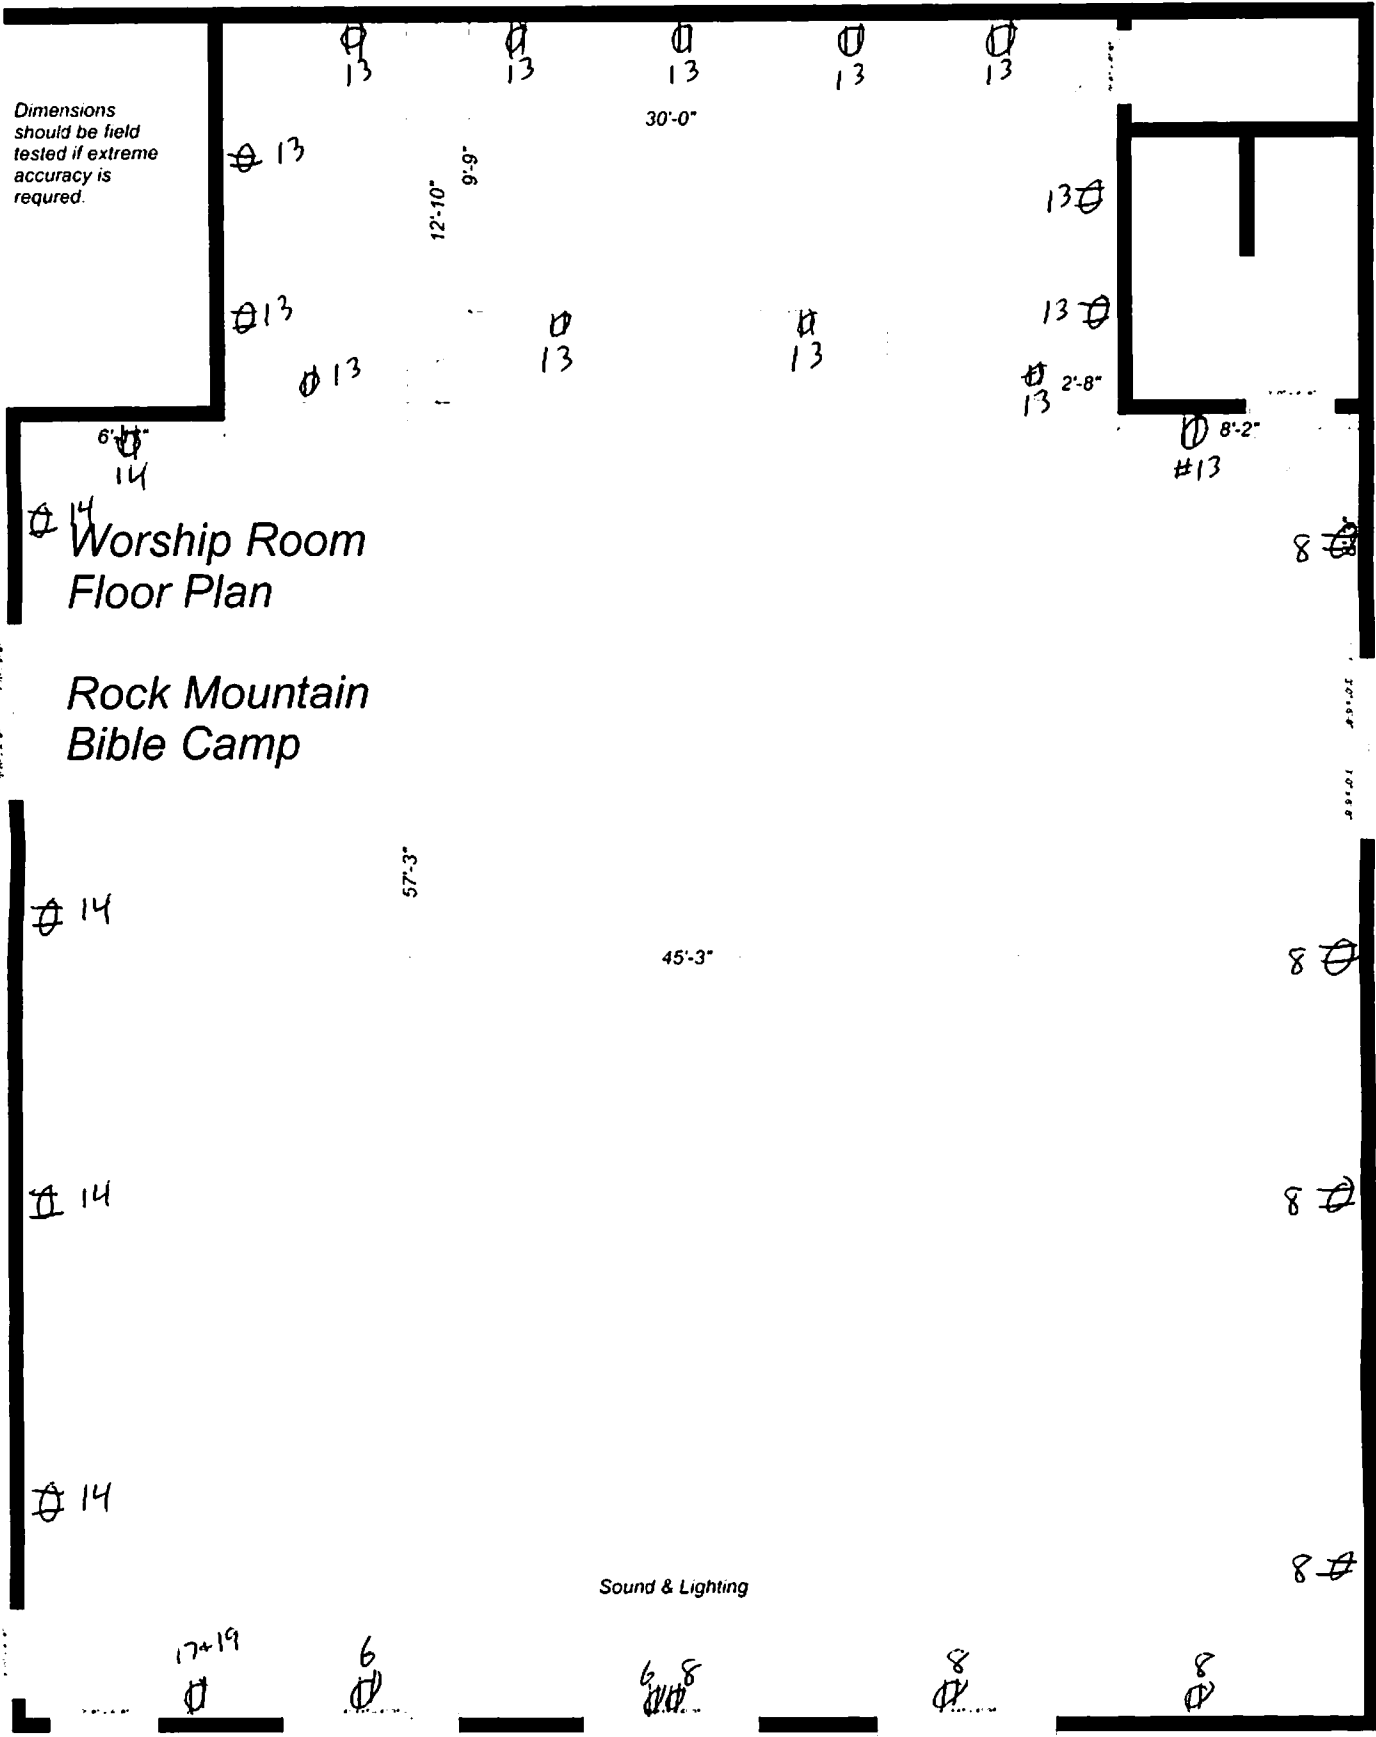 13 13 13 13 13
30'-0"
Dimensions
should be field
tested if extreme
accuracy is
requred.
13
9'-9"
12'-10"
13
13
13
13
13
13
13
2'-8"
13
6'
14
8'-2"
#13
14
Worship Room
Floor Plan
8
Rock Mountain
Bible Camp
57'-3"
14
45'-3"
8
14
8
14
8
Sound & Lighting
17+19
6
6 8
8
8